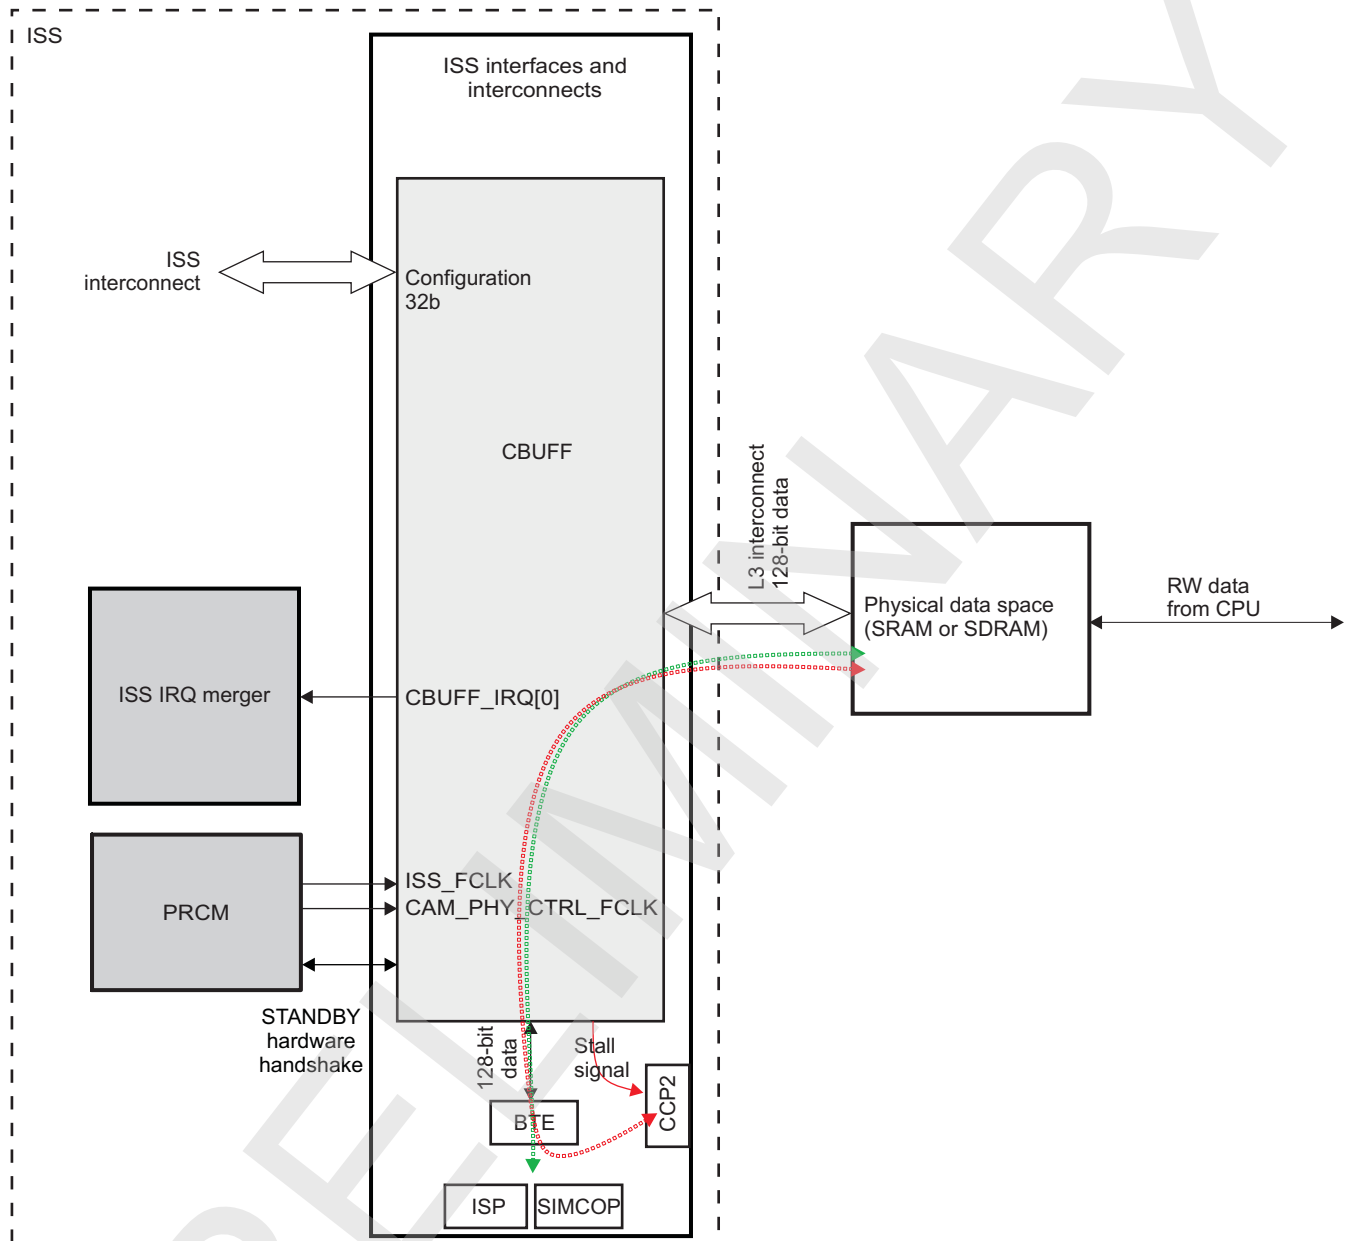 ISS
ISS interfaces and
interconnects
ISS
interconnect
Configuration
32b
CBUFF
L3 interconnect
128-bit data
Physical data space
(SRAM or SDRAM)
RW data
from CPU
ISS IRQ merger
CBUFF_IRQ[0]
PRCM
ISS_FCLK
CAM_PHY_CTRL_FCLK
STANDBY
hardware
handshake
128-bit
data
Stall
signal
BTE
CCP2
ISP
SIMCOP
PRELIMINARY